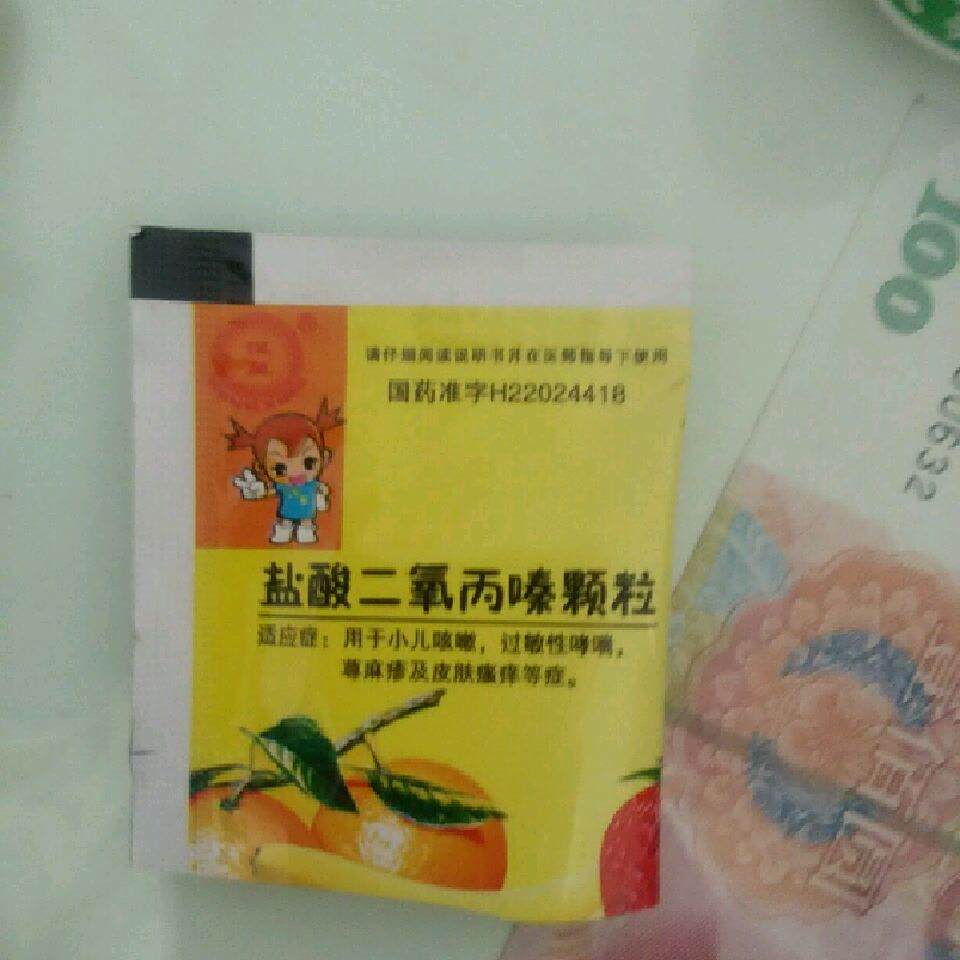 请仔细阅读说明书并在医师指导下使用
国药准字H22024418
盐酸二氧丙嗪颗粒
适应症：用于小儿咳嗽，过敏性哮喘，
荨麻疹及皮肤瘙痒等症。
100